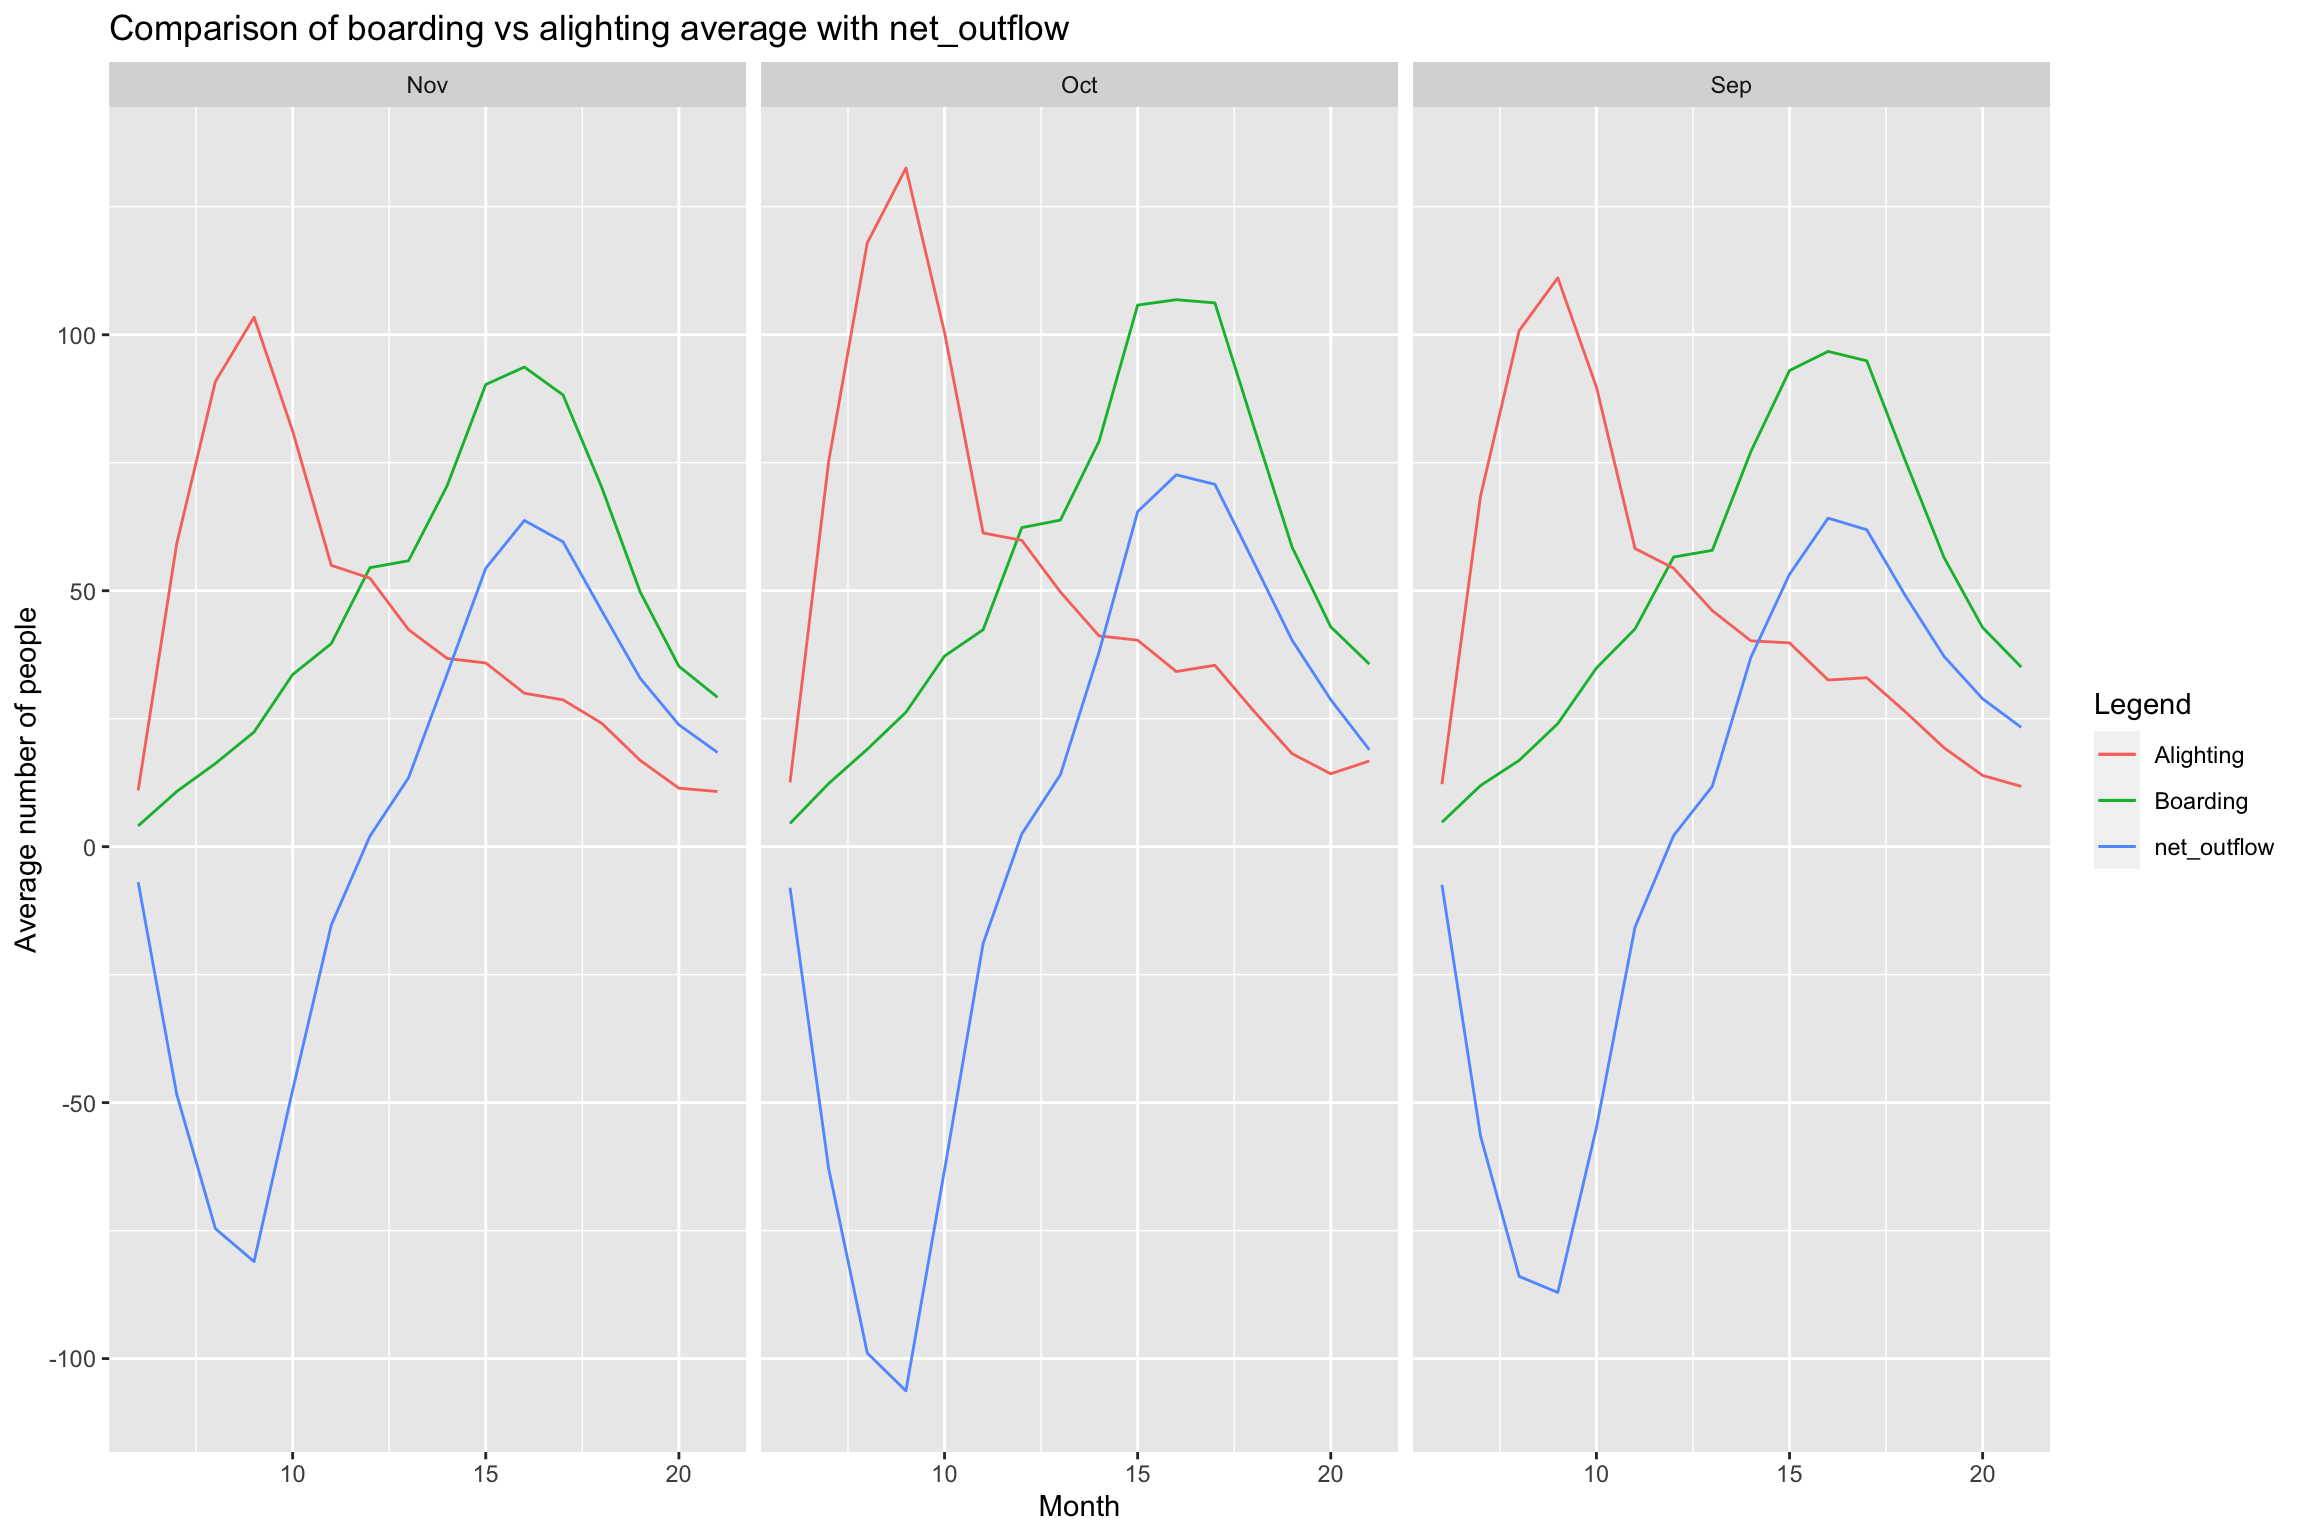 Comparison of boarding vs alighting average with net_outflow
Nov
Oct
Sep
100
50
0
-50
-100
Average number of people
10
15
20
10
15
20
10
15
20
Month
Legend
Alighting
Boarding
net_outflow